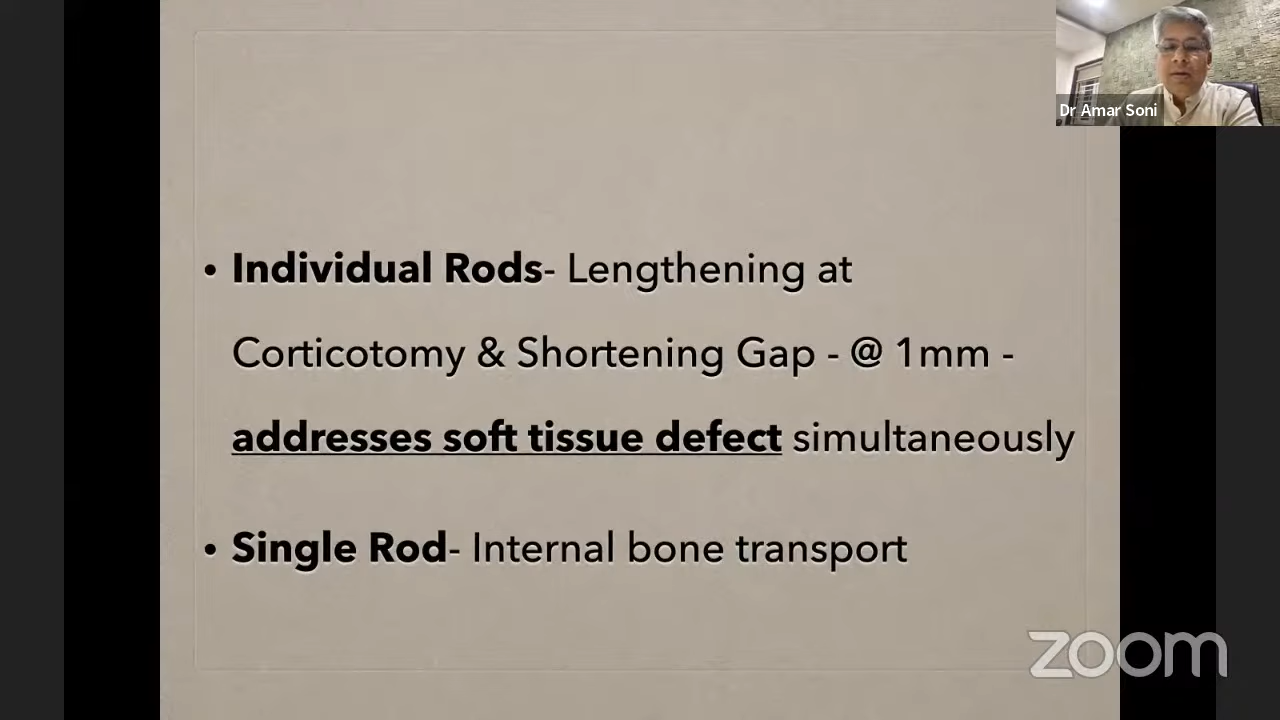 Dr Amar Soni
• Individual Rods- Lengthening at
Corticotomy & Shortening Gap - @ 1mm -
addresses soft tissue defect simultaneously
• Single Rod- Internal bone transport
zoom